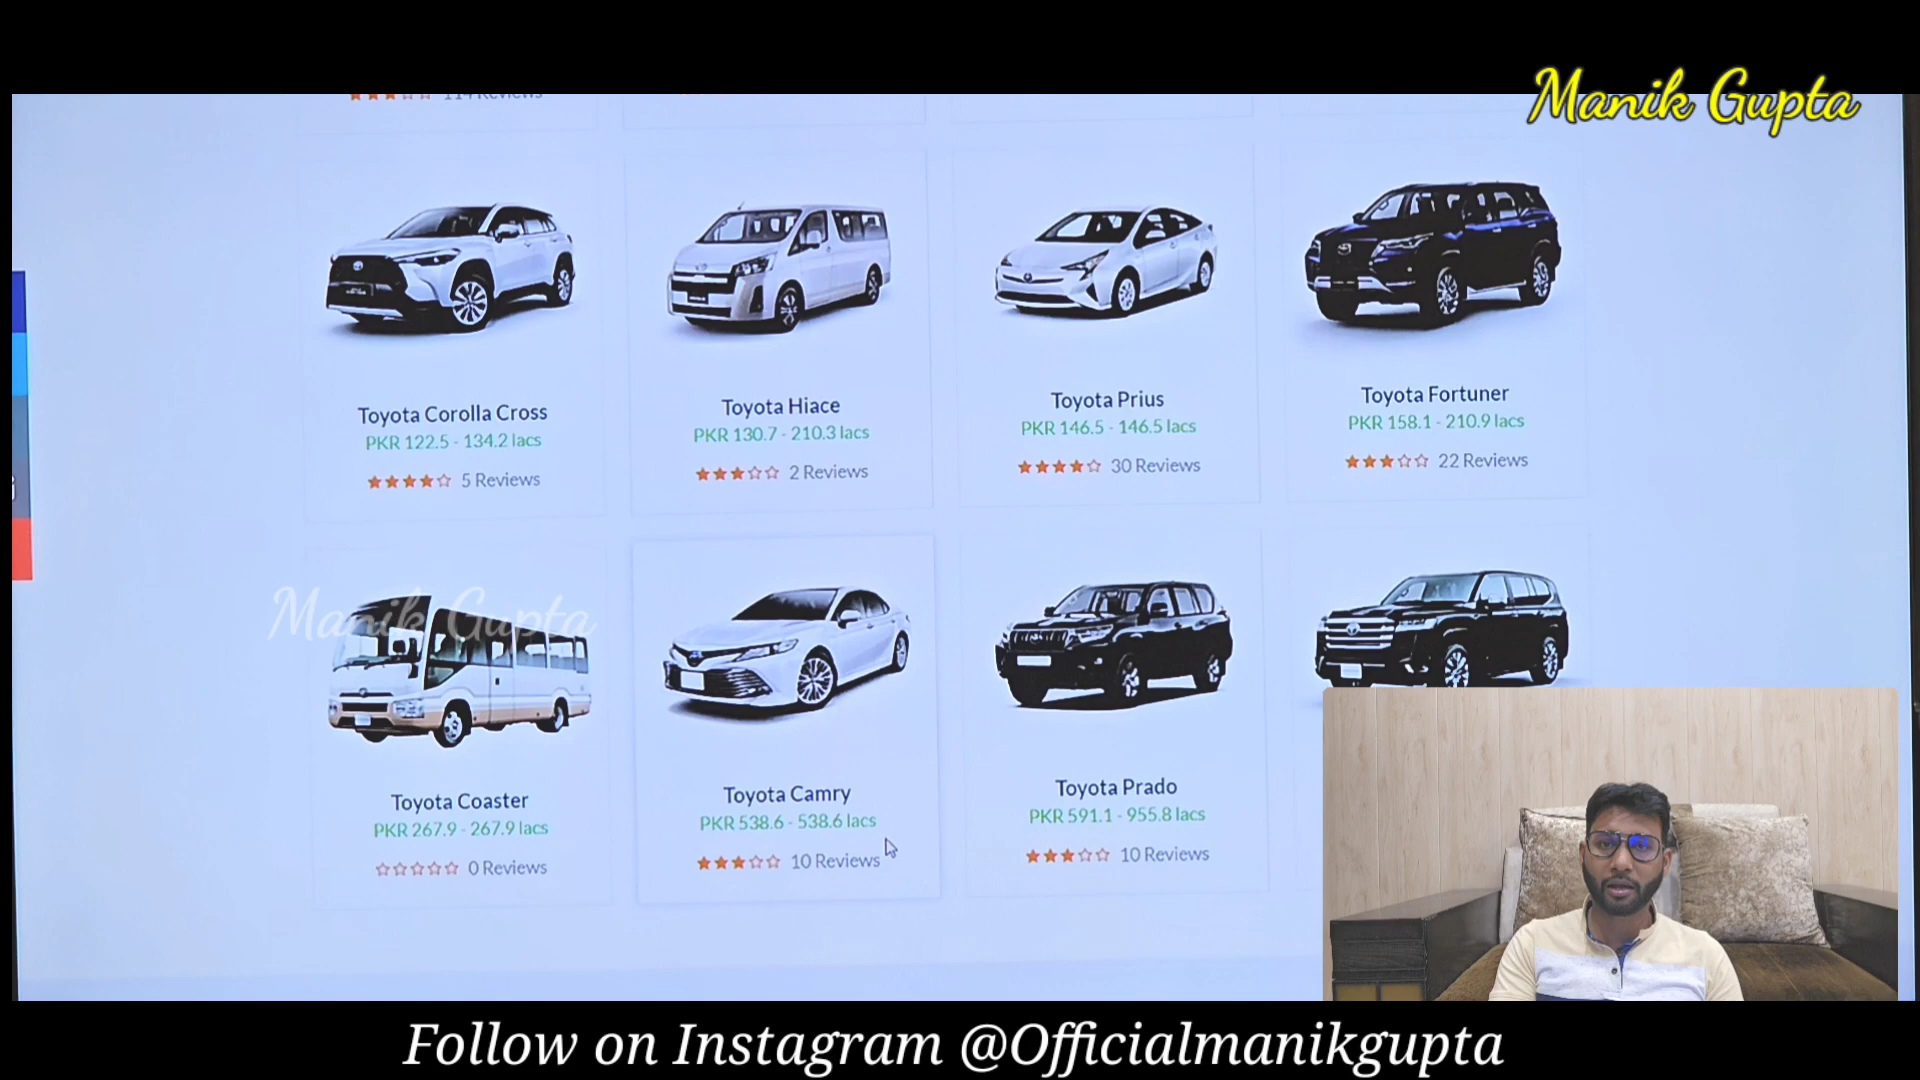 Manik Gupta
114 Reviews
Toyota Corolla Cross
PKR 122.5 - 134.2 lacs
5 Reviews
Toyota Hiace
PKR 130.7 - 210.3 lacs
2 Reviews
Toyota Prius
PKR 146.5 - 146.5 lacs
30 Reviews
Toyota Fortuner
PKR 158.1 - 210.9 lacs
22 Reviews
Manik Gupta
Toyota Coaster
PKR 267.9 - 267.9 lacs
0 Reviews
Toyota Camry
PKR 538.6 - 538.6 lacs
10 Reviews
Toyota Prado
PKR 591.1 - 955.8 lacs
10 Reviews
Follow on Instagram @Officialmanikgupta